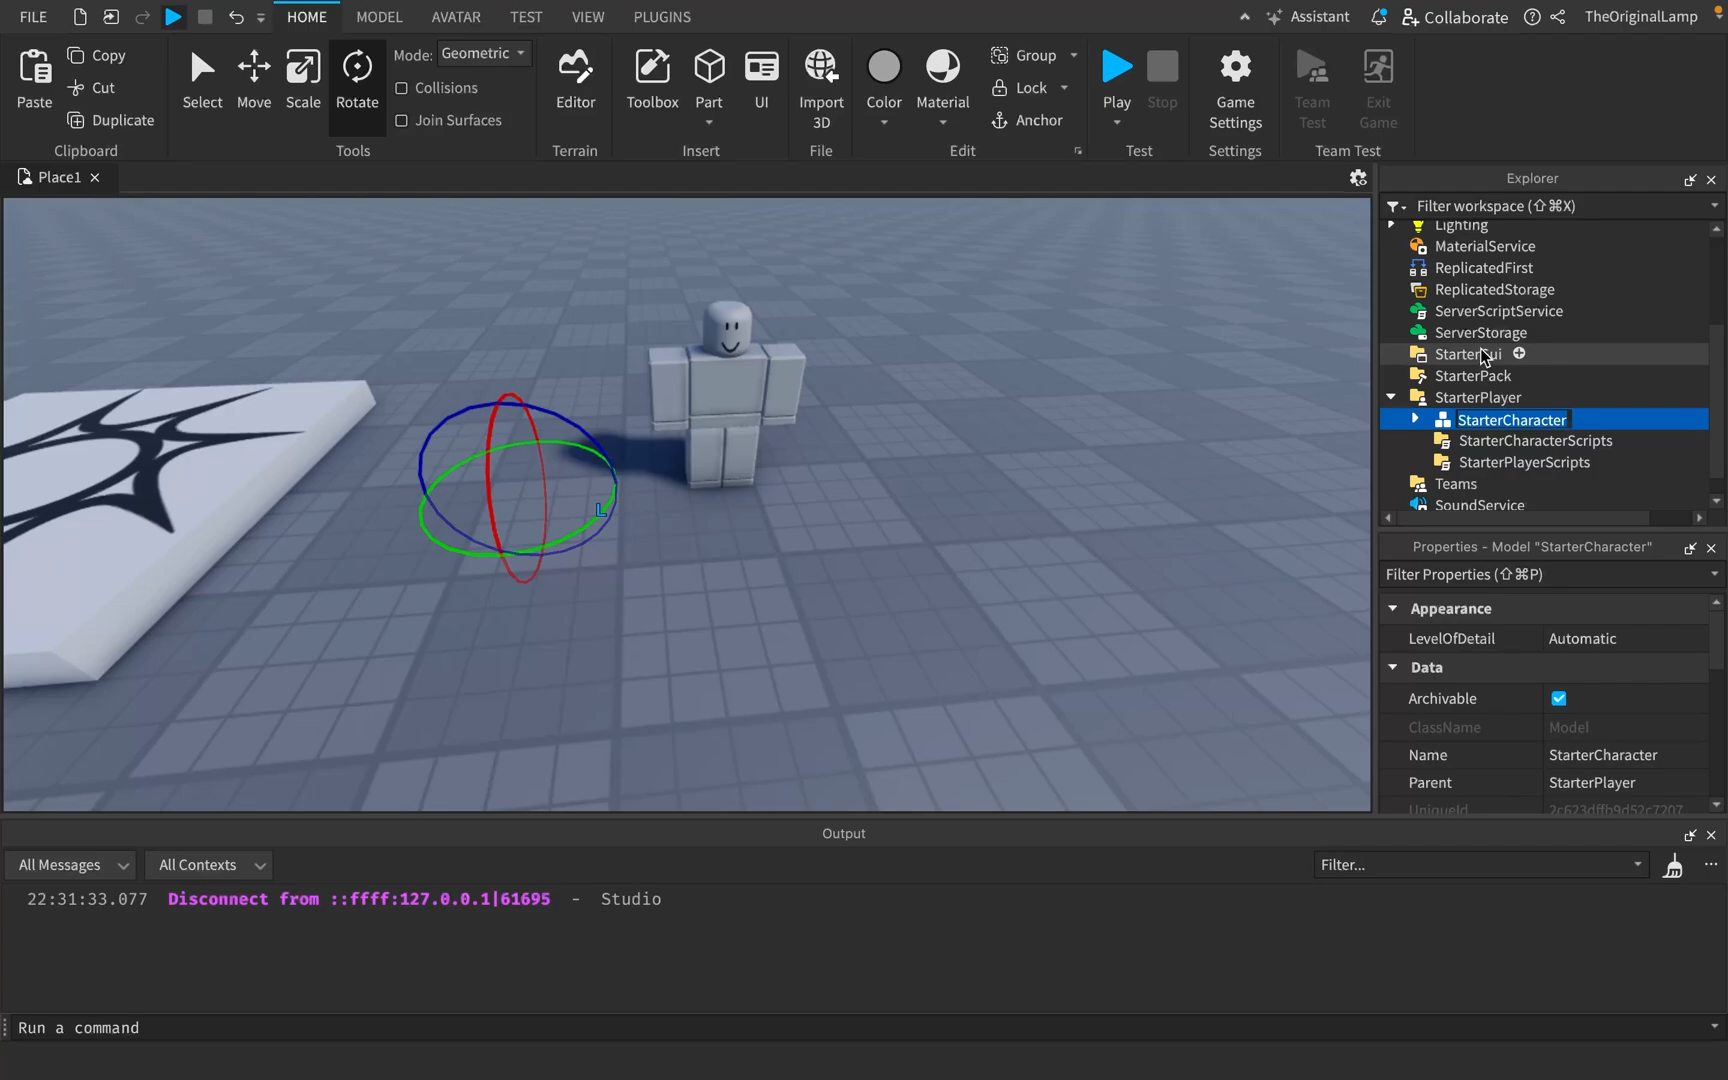 FILE HOME MODEL AVATAR TEST VIEW PLUGINS Assistant Collaborate TheOriginalLamp
Paste Copy Cut Duplicate Clipboard
Select Move Scale Rotate Mode: Geometric Collisions Join Surfaces Tools
Editor Terrain
Toolbox Part UI Insert
Import 3D File
Color Material Group Lock Anchor Edit
Play Stop Test
Game Settings Settings
Team Test Exit Game Team Test
Place1
L
Explorer
Filter workspace (⇧⌘X)
Lighting
MaterialService
ReplicatedFirst
ReplicatedStorage
ServerScriptService
ServerStorage
StarterGui
StarterPack
StarterPlayer
StarterCharacter
StarterCharacterScripts
StarterPlayerScripts
Teams
SoundService
Properties - Model "StarterCharacter"
Filter Properties (⇧⌘P)
Appearance
LevelOfDetail Automatic
Data
Archivable
ClassName Model
Name StarterCharacter
Parent StarterPlayer
UniqueId 2c623dffb9d52c7207
Output
All Messages All Contexts Filter...
22:31:33.077 Disconnect from ::ffff:127.0.0.1|61695 - Studio
Run a command